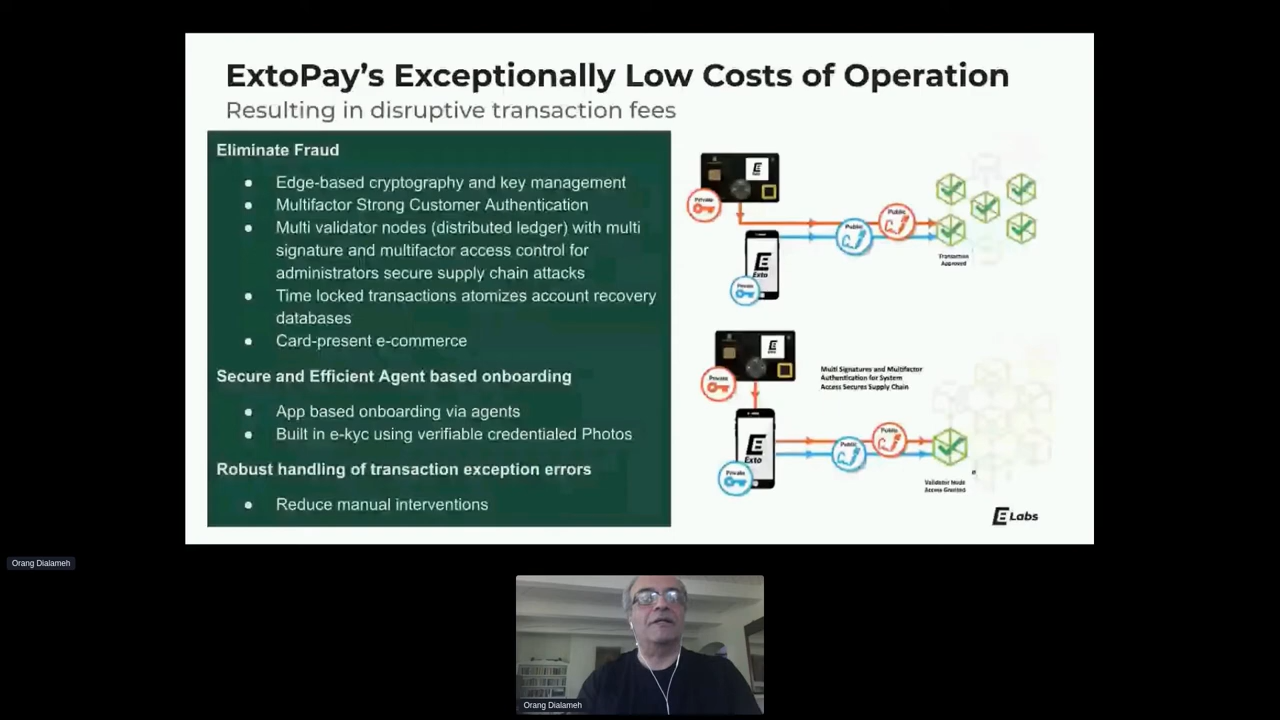 ExtoPay's Exceptionally Low Costs of Operation
Resulting in disruptive transaction fees
Eliminate Fraud
● Edge-based cryptography and key management
● Multifactor Strong Customer Authentication
● Multi validator nodes (distributed ledger) with multi
signature and multifactor access control for
administrators secure supply chain attacks
● Time locked transactions atomizes account recovery
databases
● Card-present e-commerce
Secure and Efficient Agent based onboarding
● App based onboarding via agents
● Built in e-kyc using verifiable credentialed Photos
Robust handling of transaction exception errors
● Reduce manual interventions
Private
Public
Public
Exto
Private
Transaction
Approved
Private
Multi Signatures and Multifactor
Authentication for System
Access Secures Supply Chain
Public
Public
Exto
Private
Validator Node
Access Granted
Labs
Orang Dialameh
Orang Dialameh